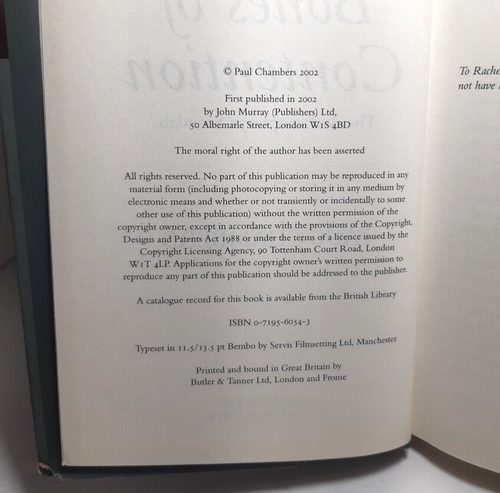 © Paul Chambers 2002
First published in 2002
by John Murray (Publishers) Ltd,
50 Albemarle Street, London W1S 4BD
The moral right of the author has been asserted
All rights reserved. No part of this publication may be reproduced in any
material form (including photocopying or storing it in any medium by
electronic means and whether or not transiently or incidentally to some
other use of this publication) without the written permission of the
copyright owner, except in accordance with the provisions of the Copyright,
Designs and Patents Act 1988 or under the terms of a licence issued by the
Copyright Licensing Agency, 90 Tottenham Court Road, London
W1T 4LP. Applications for the copyright owner's written permission to
reproduce any part of this publication should be addressed to the publisher.
A catalogue record for this book is available from the British Library
ISBN 0-7195-6054-3
Typeset in 11.5/13.5 pt Bembo by Servis Filmsetting Ltd, Manchester
Printed and bound in Great Britain by
Butler & Tanner Ltd, London and Frome
To Rache
not have
Bones of
Contention